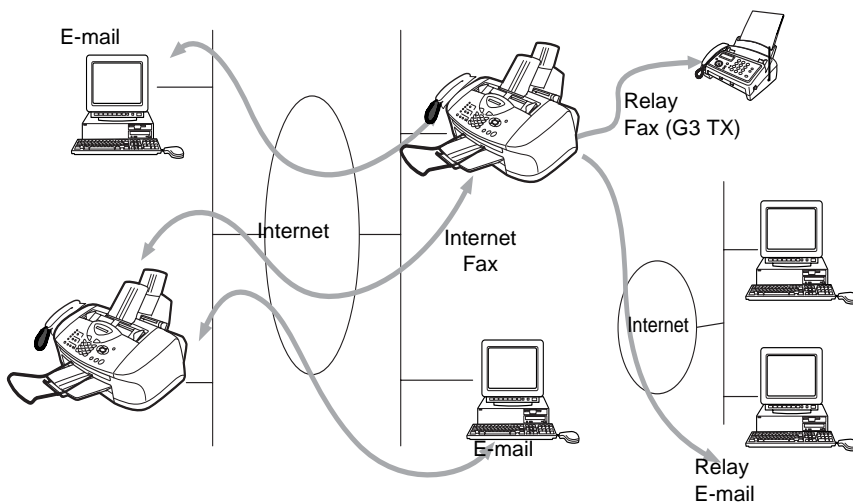 E-mail
Relay
Fax (G3 TX)
Internet
Internet
Fax
Internet
E-mail
Relay
E-mail